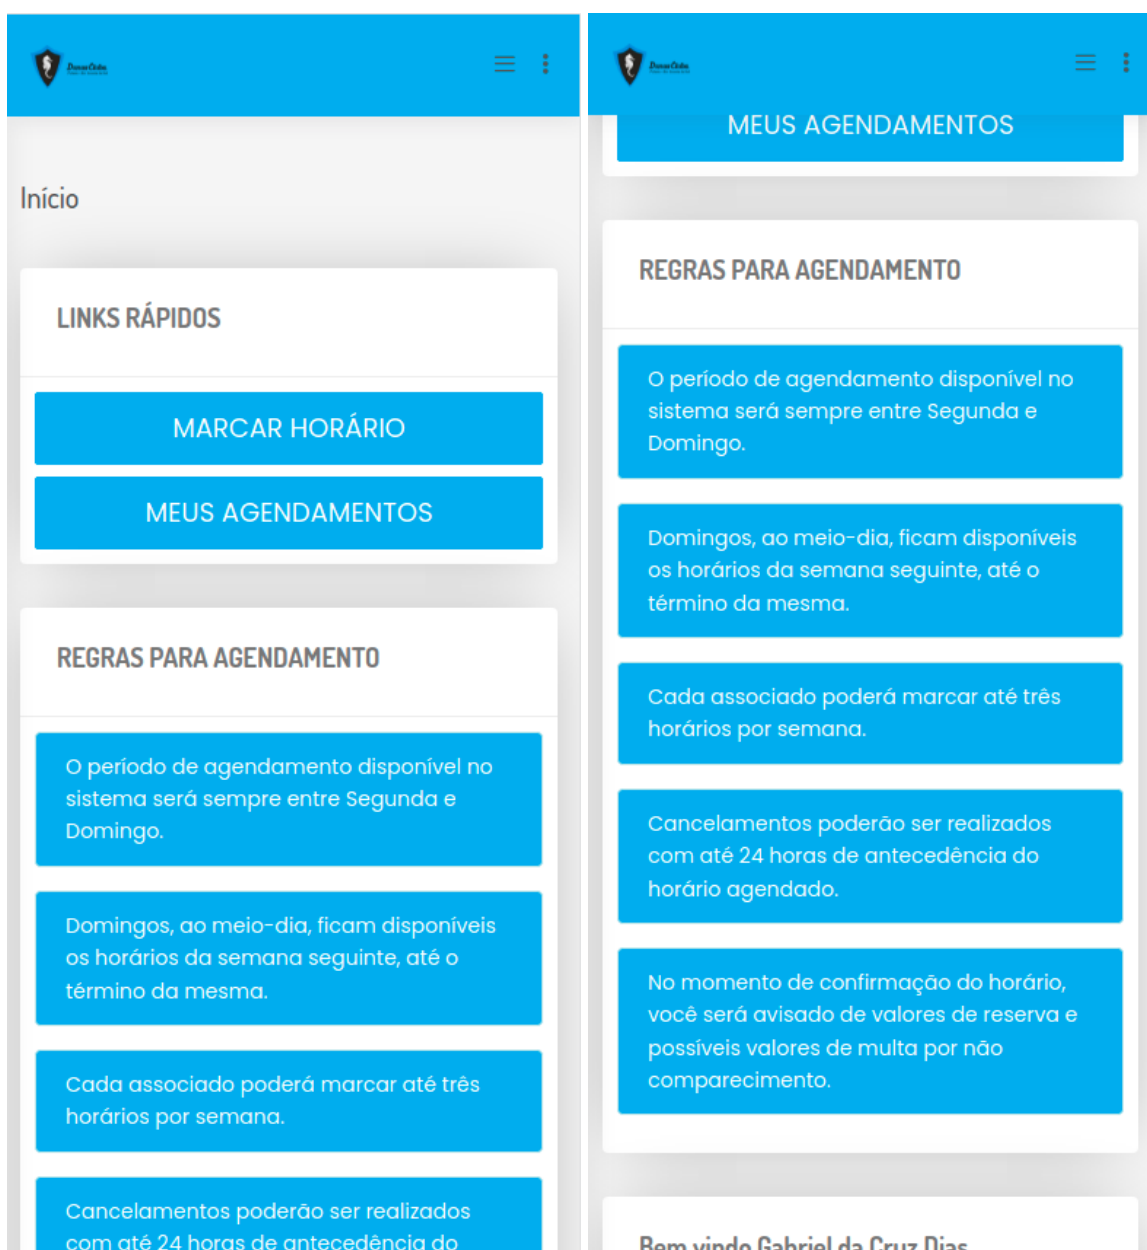 Início
LINKS RÁPIDOS
MARCAR HORÁRIO
MEUS AGENDAMENTOS
REGRAS PARA AGENDAMENTO
O período de agendamento disponível no
sistema será sempre entre Segunda e
Domingo.
Domingos, ao meio-dia, ficam disponíveis
os horários da semana seguinte, até o
término da mesma.
Cada associado poderá marcar até três
horários por semana.
Cancelamentos poderão ser realizados
com até 24 horas de antecedência do
MEUS AGENDAMENTOS
REGRAS PARA AGENDAMENTO
O período de agendamento disponível no
sistema será sempre entre Segunda e
Domingo.
Domingos, ao meio-dia, ficam disponíveis
os horários da semana seguinte, até o
término da mesma.
Cada associado poderá marcar até três
horários por semana.
Cancelamentos poderão ser realizados
com até 24 horas de antecedência do
horário agendado.
No momento de confirmação do horário,
você será avisado de valores de reserva e
possíveis valores de multa por não
comparecimento.
Bem vindo Gabriel da Cruz Dias